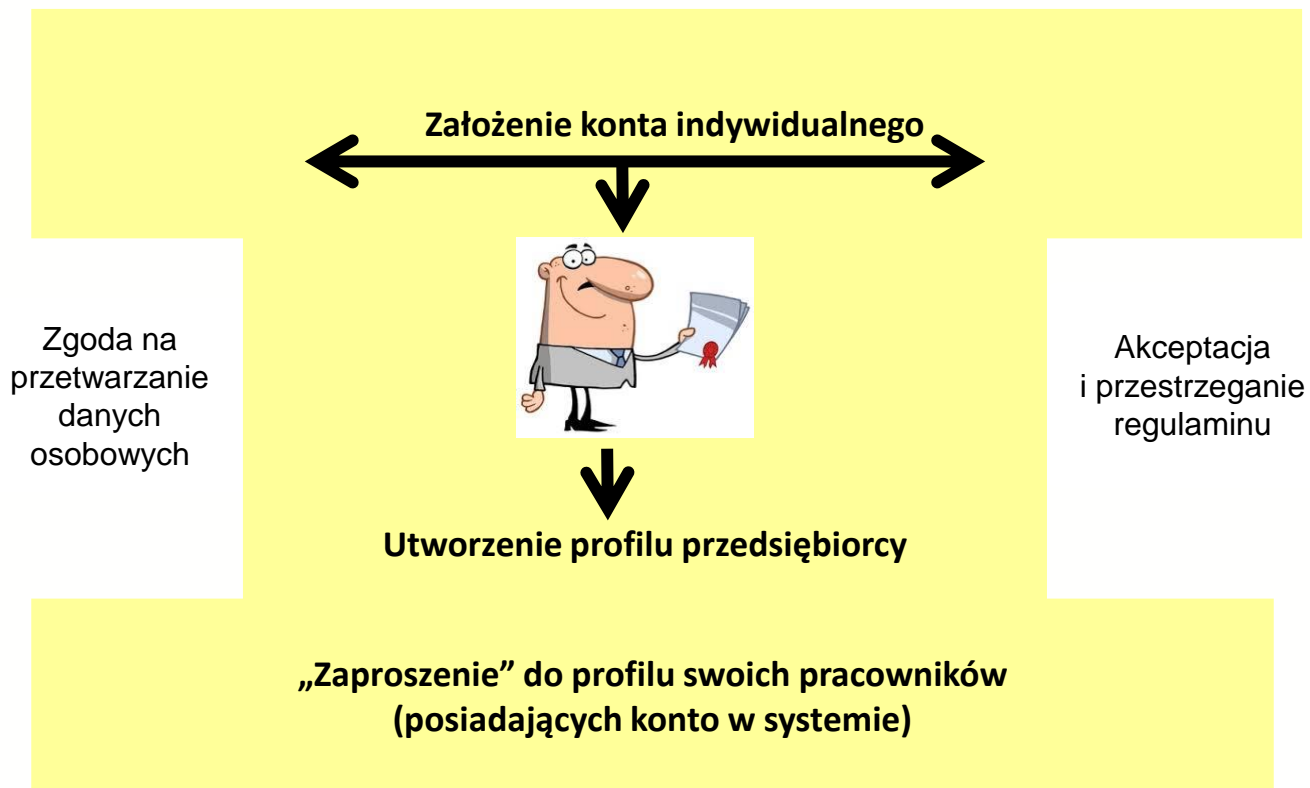 Założenie konta indywidualnego
Zgoda na
przetwarzanie
danych
osobowych
Akceptacja
i przestrzeganie
regulaminu
Utworzenie profilu przedsiębiorcy
„Zaproszenie” do profilu swoich pracowników
(posiadających konto w systemie)